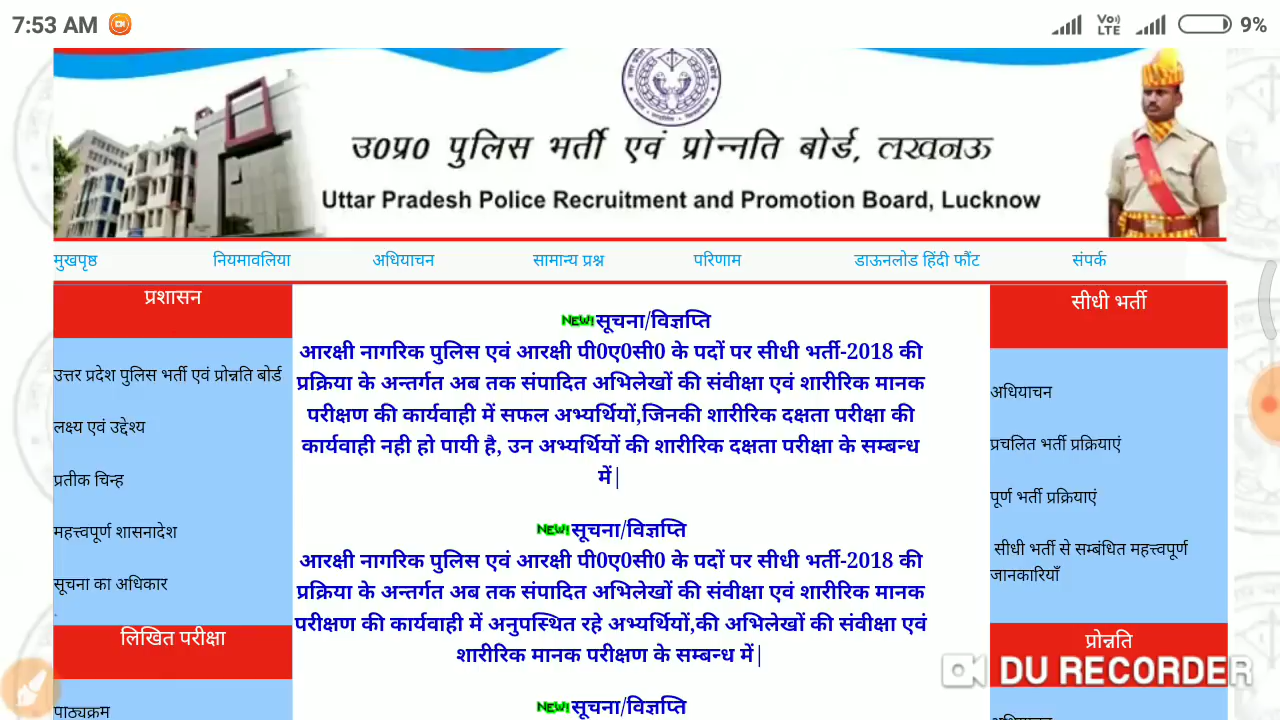 7:53 AM
Vo)) LTE
9%
उ0प्र0 पुलिस भर्ती एवं प्रोन्नति बोर्ड, लखनऊ
Uttar Pradesh Police Recruitment and Promotion Board, Lucknow
मुखपृष्ठ नियमावलिया अधियाचन सामान्य प्रश्न परिणाम डाऊनलोड हिंदी फौंट संपर्क
प्रशासन
उत्तर प्रदेश पुलिस भर्ती एवं प्रोन्नति बोर्ड
लक्ष्य एवं उद्देश्य
प्रतीक चिन्ह
महत्त्वपूर्ण शासनादेश
सूचना का अधिकार
लिखित परीक्षा
पाठ्यक्रम
NEW! सूचना/विज्ञप्ति
आरक्षी नागरिक पुलिस एवं आरक्षी पी0ए0सी0 के पदों पर सीधी भर्ती-2018 की
प्रक्रिया के अन्तर्गत अब तक संपादित अभिलेखों की संवीक्षा एवं शारीरिक मानक
परीक्षण की कार्यवाही में सफल अभ्यर्थियों,जिनकी शारीरिक दक्षता परीक्षा की
कार्यवाही नही हो पायी है, उन अभ्यर्थियों की शारीरिक दक्षता परीक्षा के सम्बन्ध
में|
NEW! सूचना/विज्ञप्ति
आरक्षी नागरिक पुलिस एवं आरक्षी पी0ए0सी0 के पदों पर सीधी भर्ती-2018 की
प्रक्रिया के अन्तर्गत अब तक संपादित अभिलेखों की संवीक्षा एवं शारीरिक मानक
परीक्षण की कार्यवाही में अनुपस्थित रहे अभ्यर्थियों,की अभिलेखों की संवीक्षा एवं
शारीरिक मानक परीक्षण के सम्बन्ध में|
NEW! सूचना/विज्ञप्ति
सीधी भर्ती
अधियाचन
प्रचलित भर्ती प्रक्रियाएं
पूर्ण भर्ती प्रक्रियाएं
सीधी भर्ती से सम्बंधित महत्त्वपूर्ण
जानकारियाँ
प्रोन्नति
DU RECORDER